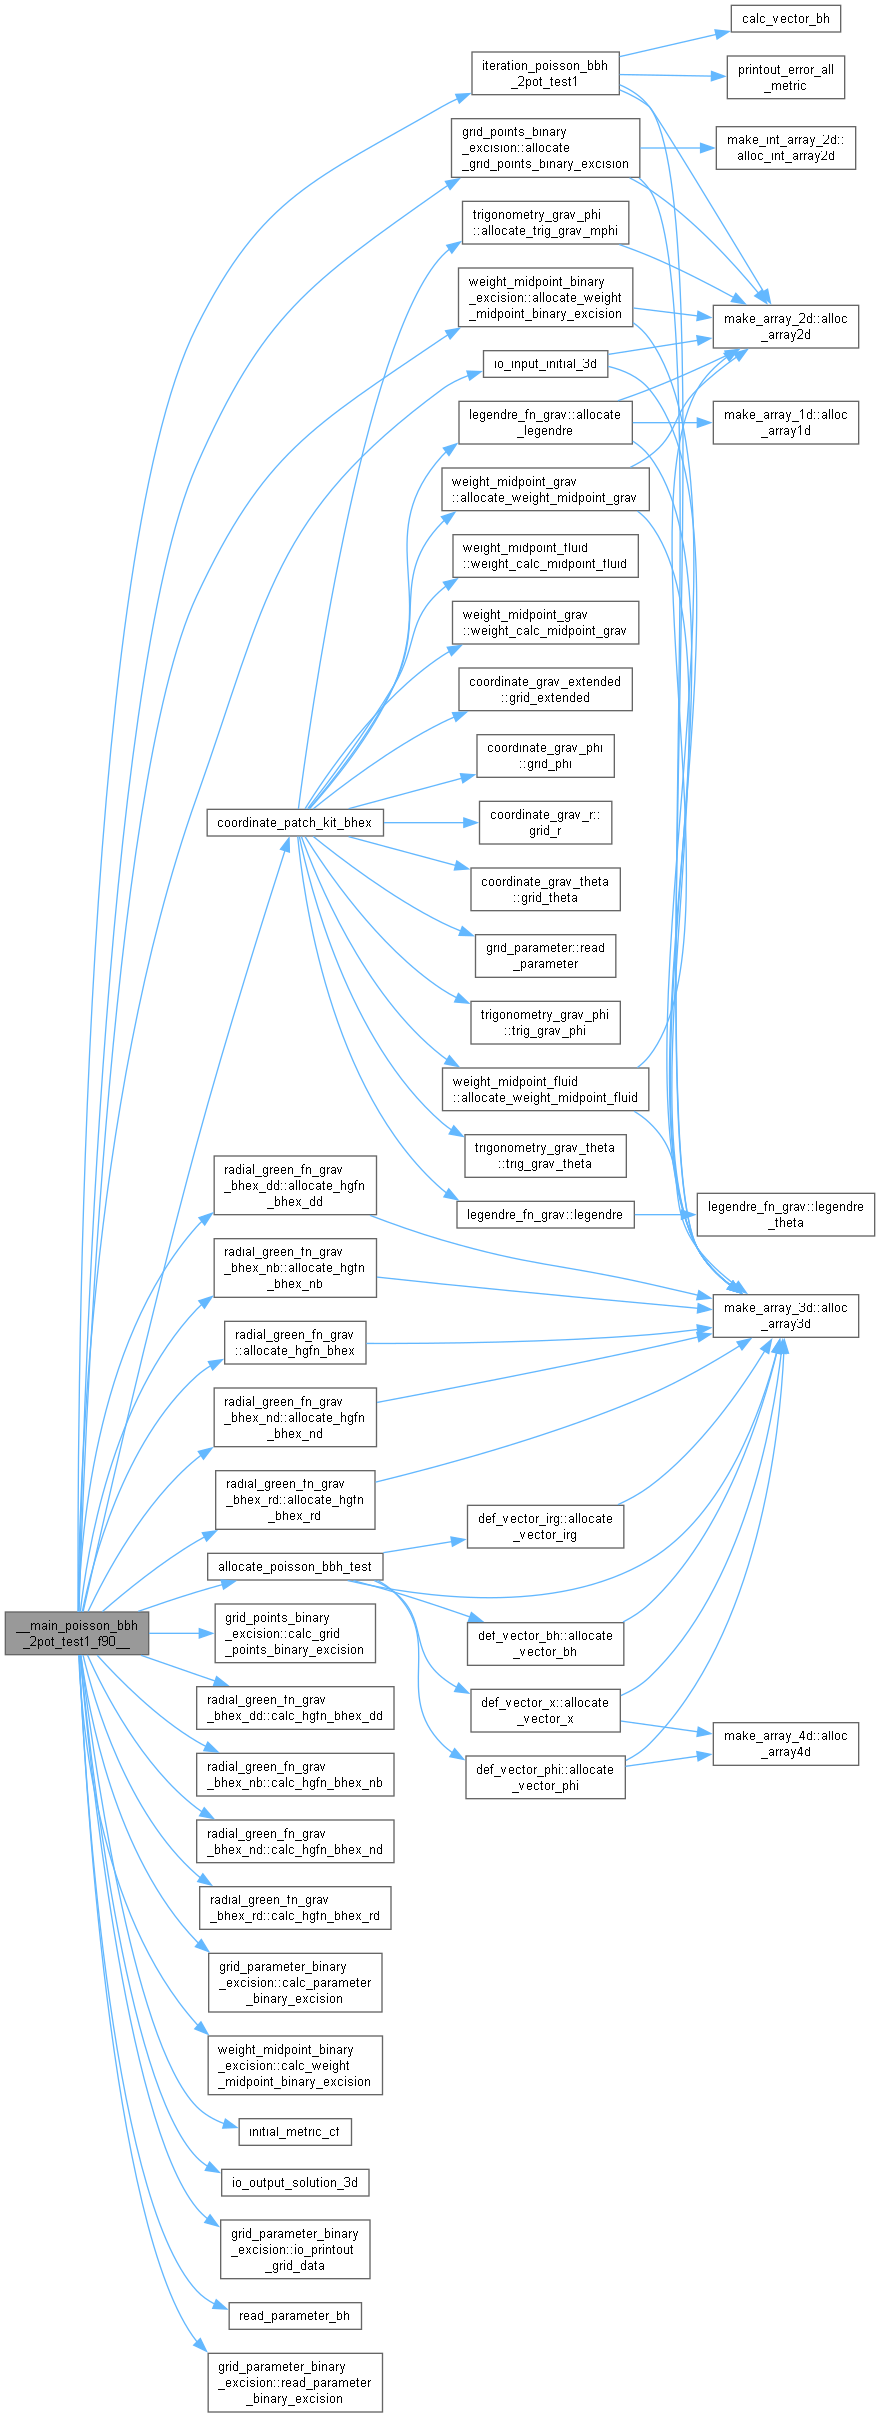 calc_vector_bh
iteration_poisson_bbh
_2pot_test1
printout_error_all
_metric
grid_points_binary
_excision::allocate
_grid_points_binary_excision
make_int_array_2d::
alloc_int_array2d
trigonometry_grav_phi
::allocate_trig_grav_mphi
weight_midpoint_binary
_excision::allocate_weight
_midpoint_binary_excision
make_array_2d::alloc
_array2d
io_input_initial_3d
legendre_fn_grav::allocate
_legendre
make_array_1d::alloc
_array1d
weight_midpoint_grav
::allocate_weight_midpoint_grav
weight_midpoint_fluid
::weight_calc_midpoint_fluid
weight_midpoint_grav
::weight_calc_midpoint_grav
coordinate_grav_extended
::grid_extended
coordinate_grav_phi
::grid_phi
coordinate_patch_kit_bhex
coordinate_grav_r::
grid_r
coordinate_grav_theta
::grid_theta
grid_parameter::read
_parameter
trigonometry_grav_phi
::trig_grav_phi
weight_midpoint_fluid
::allocate_weight_midpoint_fluid
trigonometry_grav_theta
::trig_grav_theta
radial_green_fn_grav
_bhex_dd::allocate_hgfn
_bhex_dd
legendre_fn_grav::legendre
legendre_fn_grav::legendre
_theta
radial_green_fn_grav
_bhex_nb::allocate_hgfn
_bhex_nb
make_array_3d::alloc
_array3d
radial_green_fn_grav
::allocate_hgfn_bhex
radial_green_fn_grav
_bhex_nd::allocate_hgfn
_bhex_nd
radial_green_fn_grav
_bhex_rd::allocate_hgfn
_bhex_rd
def_vector_irg::allocate
_vector_irg
allocate_poisson_bbh_test
__main_poisson_bbh
_2pot_test1_f90__
grid_points_binary
_excision::calc_grid
_points_binary_excision
def_vector_bh::allocate
_vector_bh
radial_green_fn_grav
_bhex_dd::calc_hgfn_bhex_dd
def_vector_x::allocate
_vector_x
make_array_4d::alloc
_array4d
radial_green_fn_grav
_bhex_nb::calc_hgfn_bhex_nb
def_vector_phi::allocate
_vector_phi
radial_green_fn_grav
_bhex_nd::calc_hgfn_bhex_nd
radial_green_fn_grav
_bhex_rd::calc_hgfn_bhex_rd
grid_parameter_binary
_excision::calc_parameter
_binary_excision
weight_midpoint_binary
_excision::calc_weight
_midpoint_binary_excision
initial_metric_cf
io_output_solution_3d
grid_parameter_binary
_excision::io_printout
_grid_data
read_parameter_bh
grid_parameter_binary
_excision::read_parameter
_binary_excision